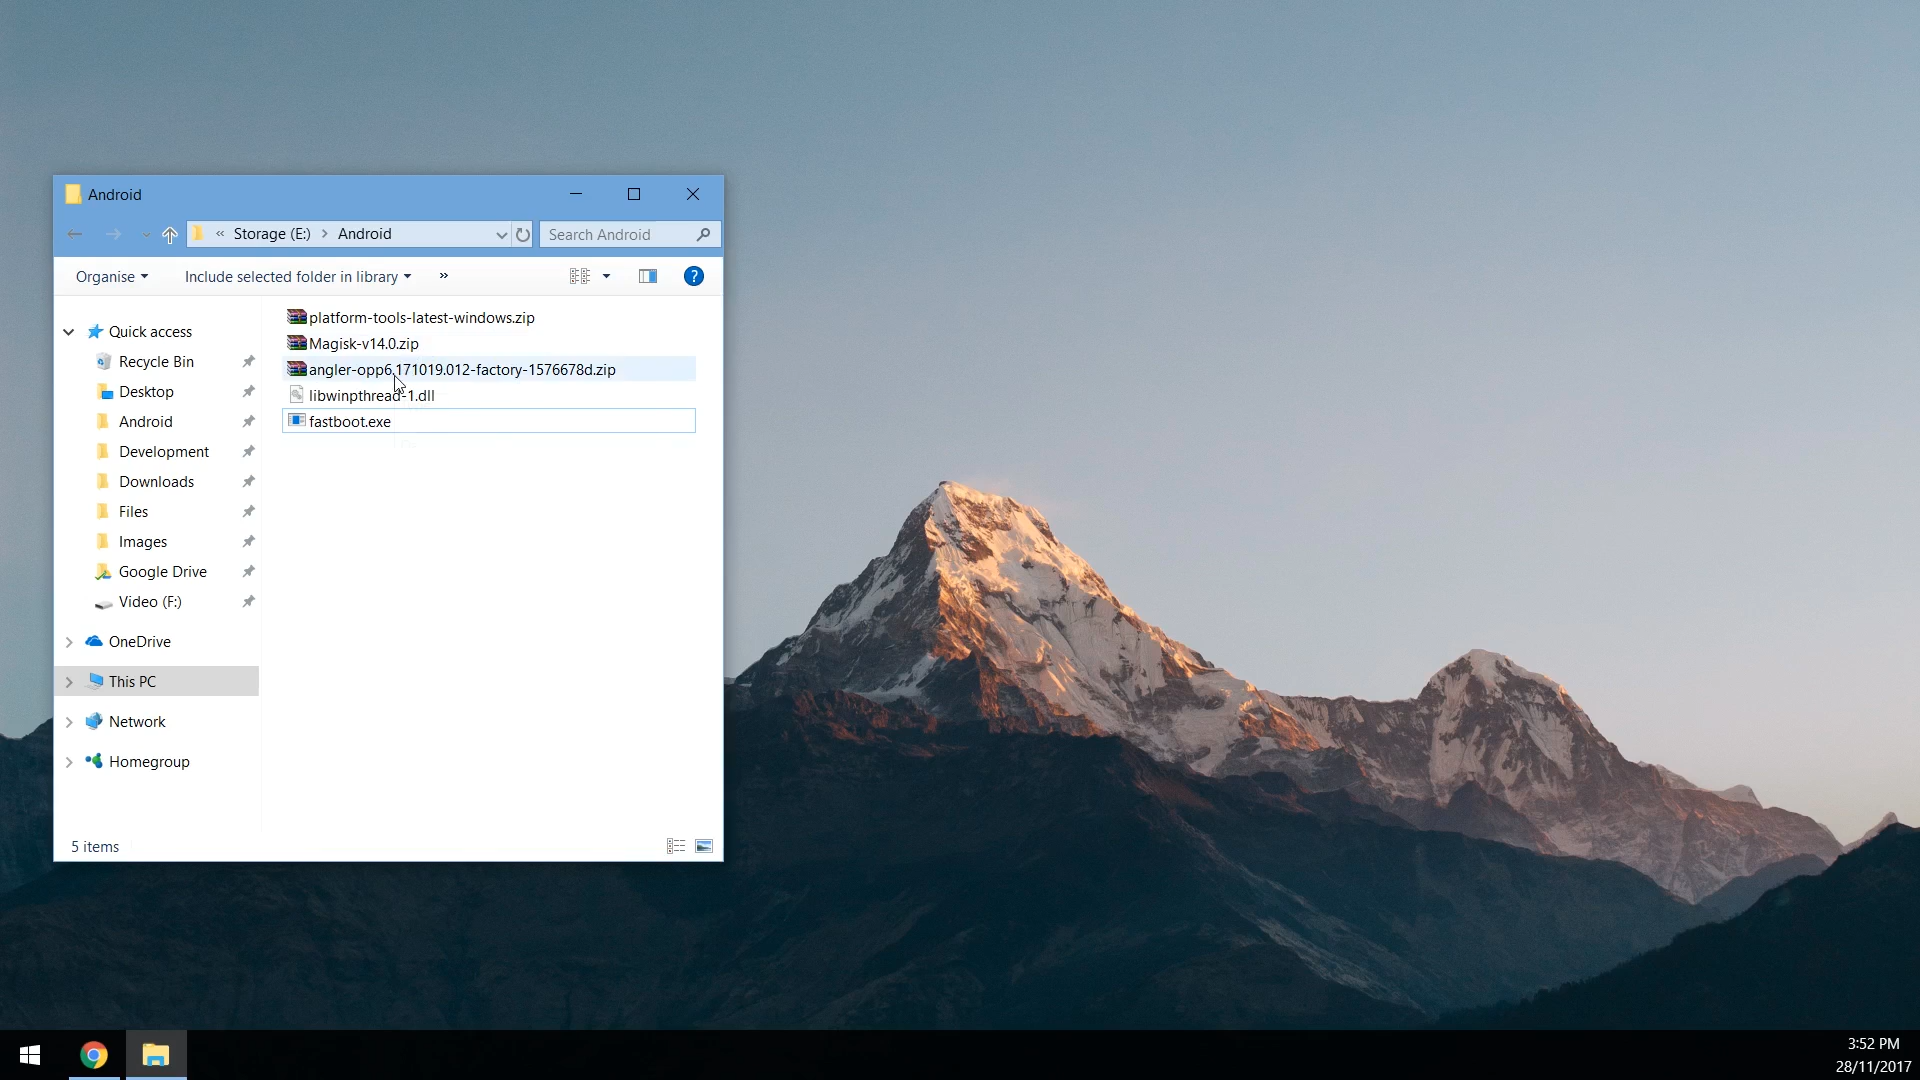 Android
« Storage (E:) > Android
Search Android
Organise
Include selected folder in library
»
?
Quick access
Recycle Bin
Desktop
Android
Development
Downloads
Files
Images
Google Drive
Video (F:)
OneDrive
This PC
Network
Homegroup
platform-tools-latest-windows.zip
Magisk-v14.0.zip
angler-opp6.171019.012-factory-1576678d.zip
libwinpthread-1.dll
fastboot.exe
5 items
3:52 PM
28/11/2017